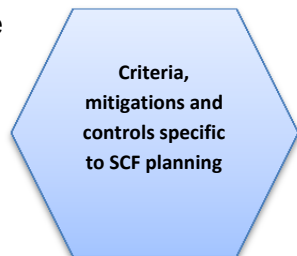 e
Criteria,
mitigations and
controls specific
to SCF planning